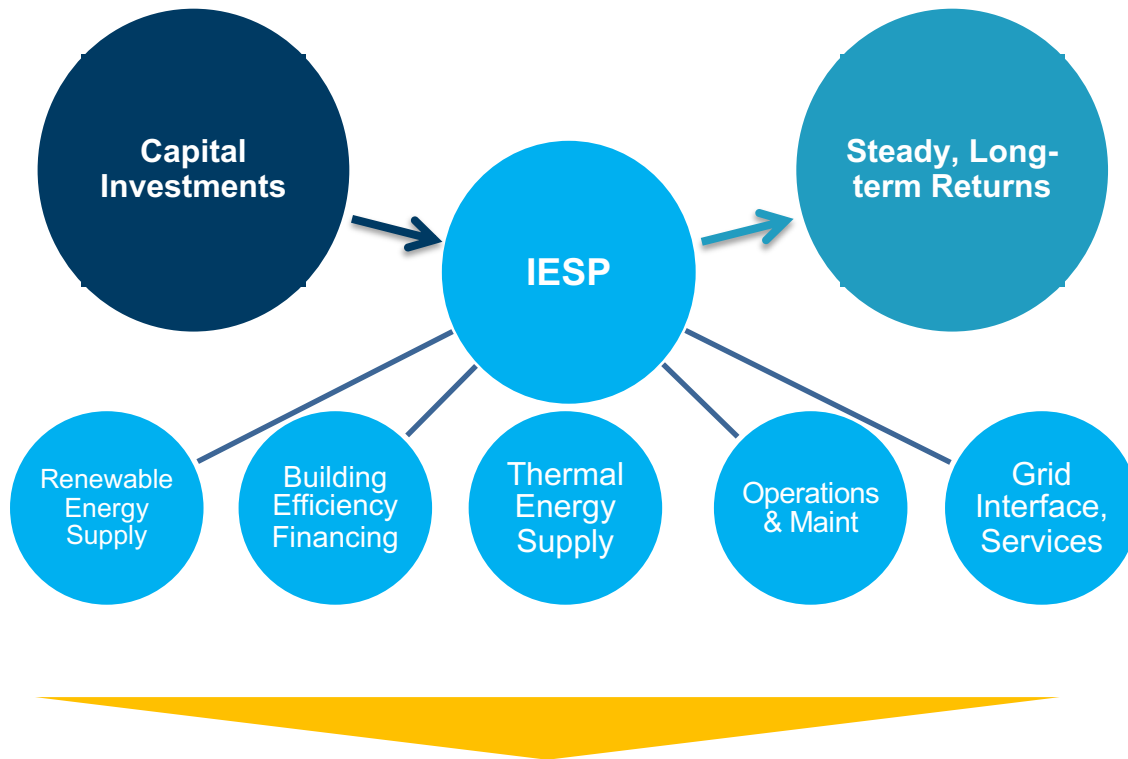 Capital
Investments
Steady, Long-
term Returns
IESP
Renewable
Energy
Supply
Building
Efficiency
Financing
Thermal
Energy
Supply
Operations
& Maint
Grid
Interface,
Services